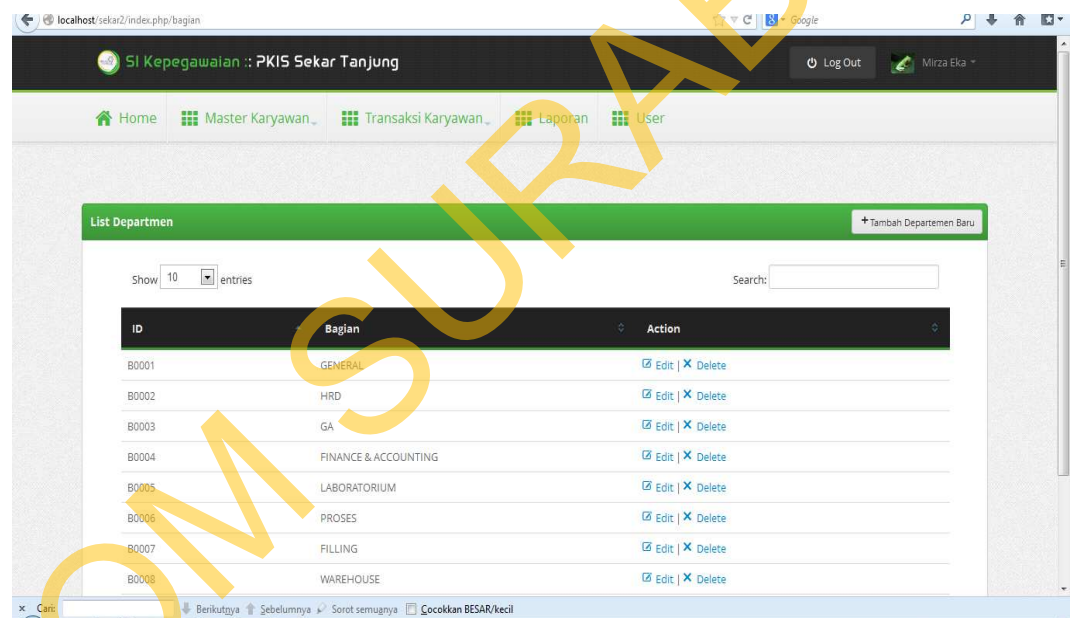 localhost/sekar2/index.php/bagian
Google
SI Kepegawaian :: PKIS Sekar Tanjung
Log Out
Mirza Eka
Home
Master Karyawan
Transaksi Karyawan
Laporan
User
List Departmen
+Tambah Departemen Baru
Show 10 entries
Search:
ID Bagian Action
B0001 GENERAL Edit | X Delete
B0002 HRD Edit | X Delete
B0003 GA Edit | X Delete
B0004 FINANCE & ACCOUNTING Edit | X Delete
B0005 LABORATORIUM Edit | X Delete
B0006 PROSES Edit | X Delete
B0007 FILLING Edit | X Delete
B0008 WAREHOUSE Edit | X Delete
x Cari: Berikutnya Sebelumnya Sorot semuanya Cocokkan BESAR/kecil
OM SURAB